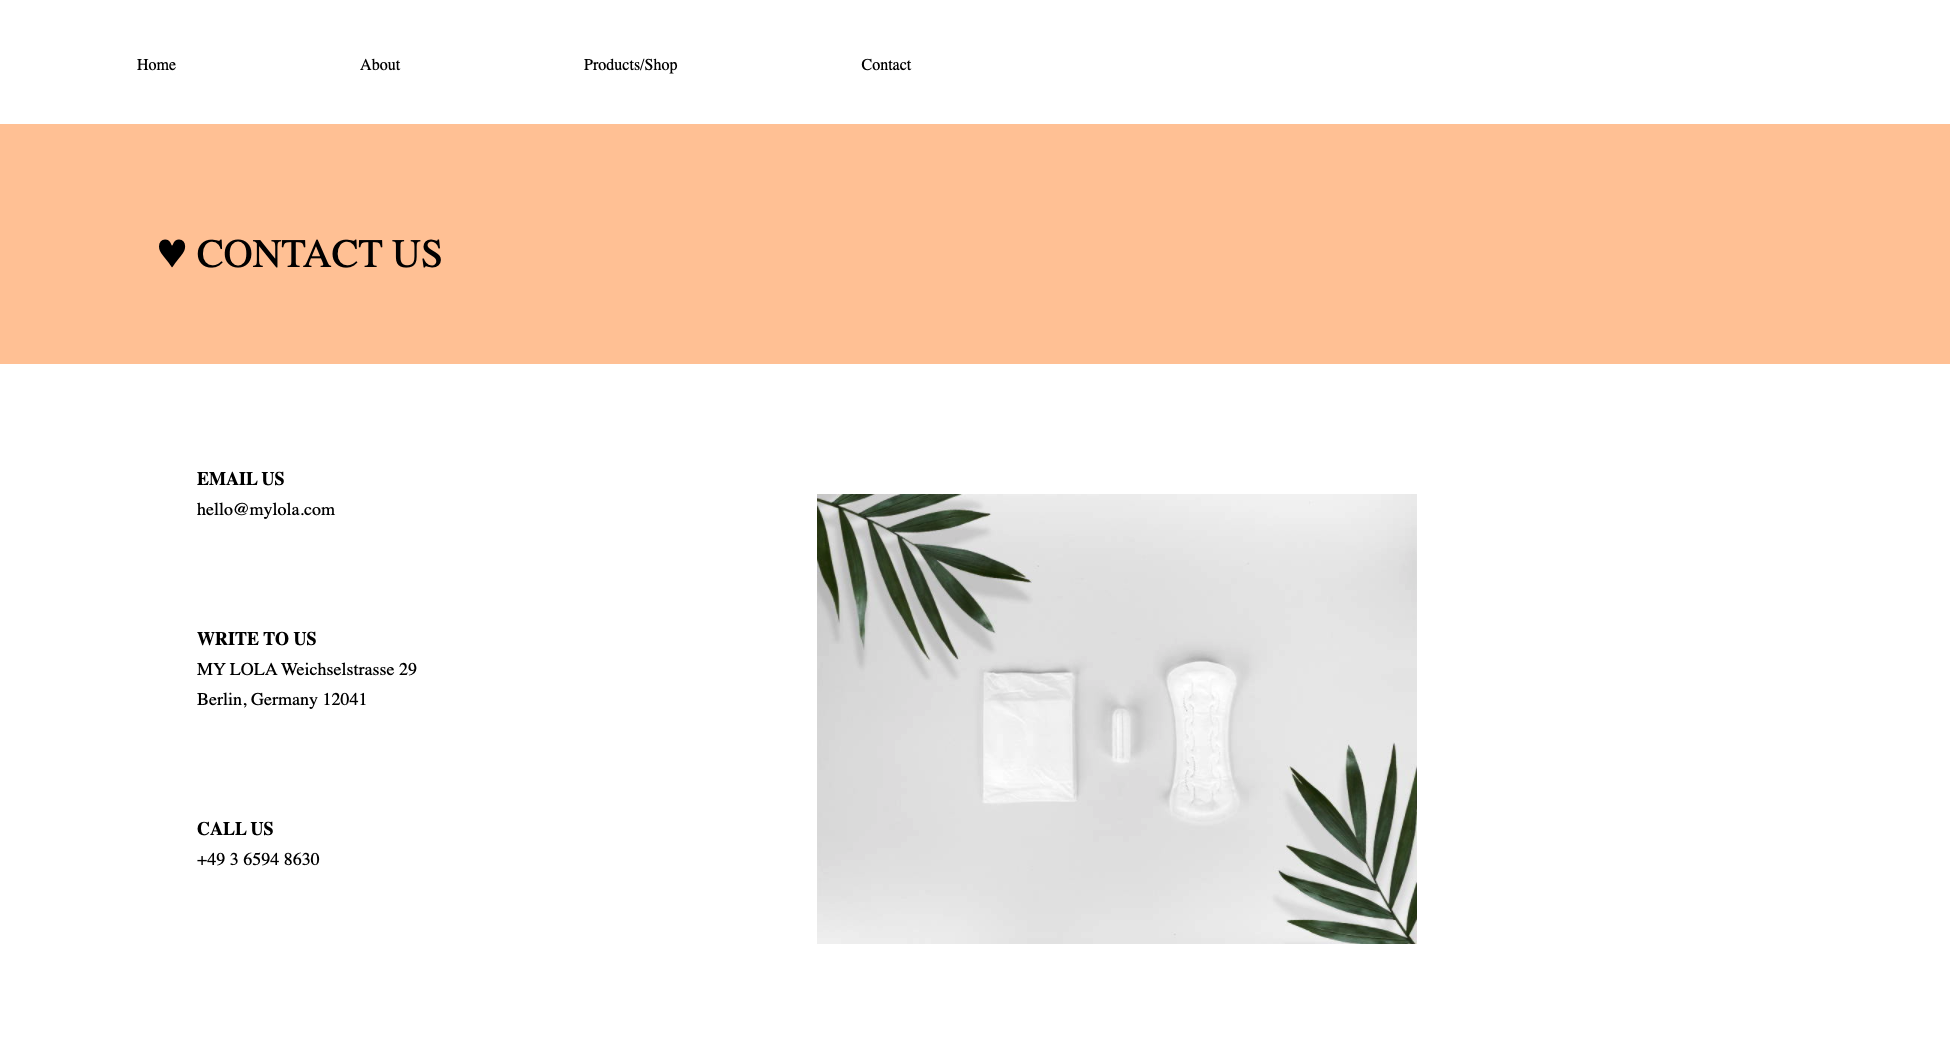 Home About Products/Shop Contact
♥ CONTACT US
EMAIL US
hello@mylola.com
WRITE TO US
MY LOLA Weichselstrasse 29
Berlin, Germany 12041
CALL US
+49 3 6594 8630